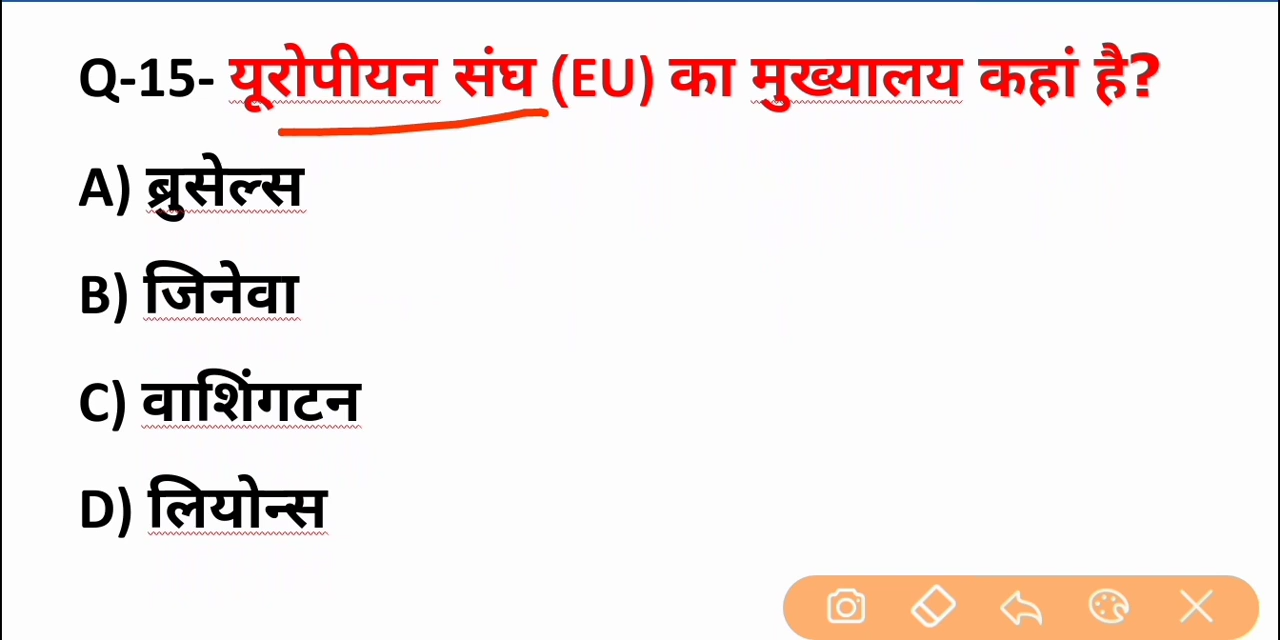 Q-15- यूरोपीयन संघ (EU) का मुख्यालय कहां है?
A) ब्रुसेल्स
B) जिनेवा
C) वाशिंगटन
D) लियोन्स